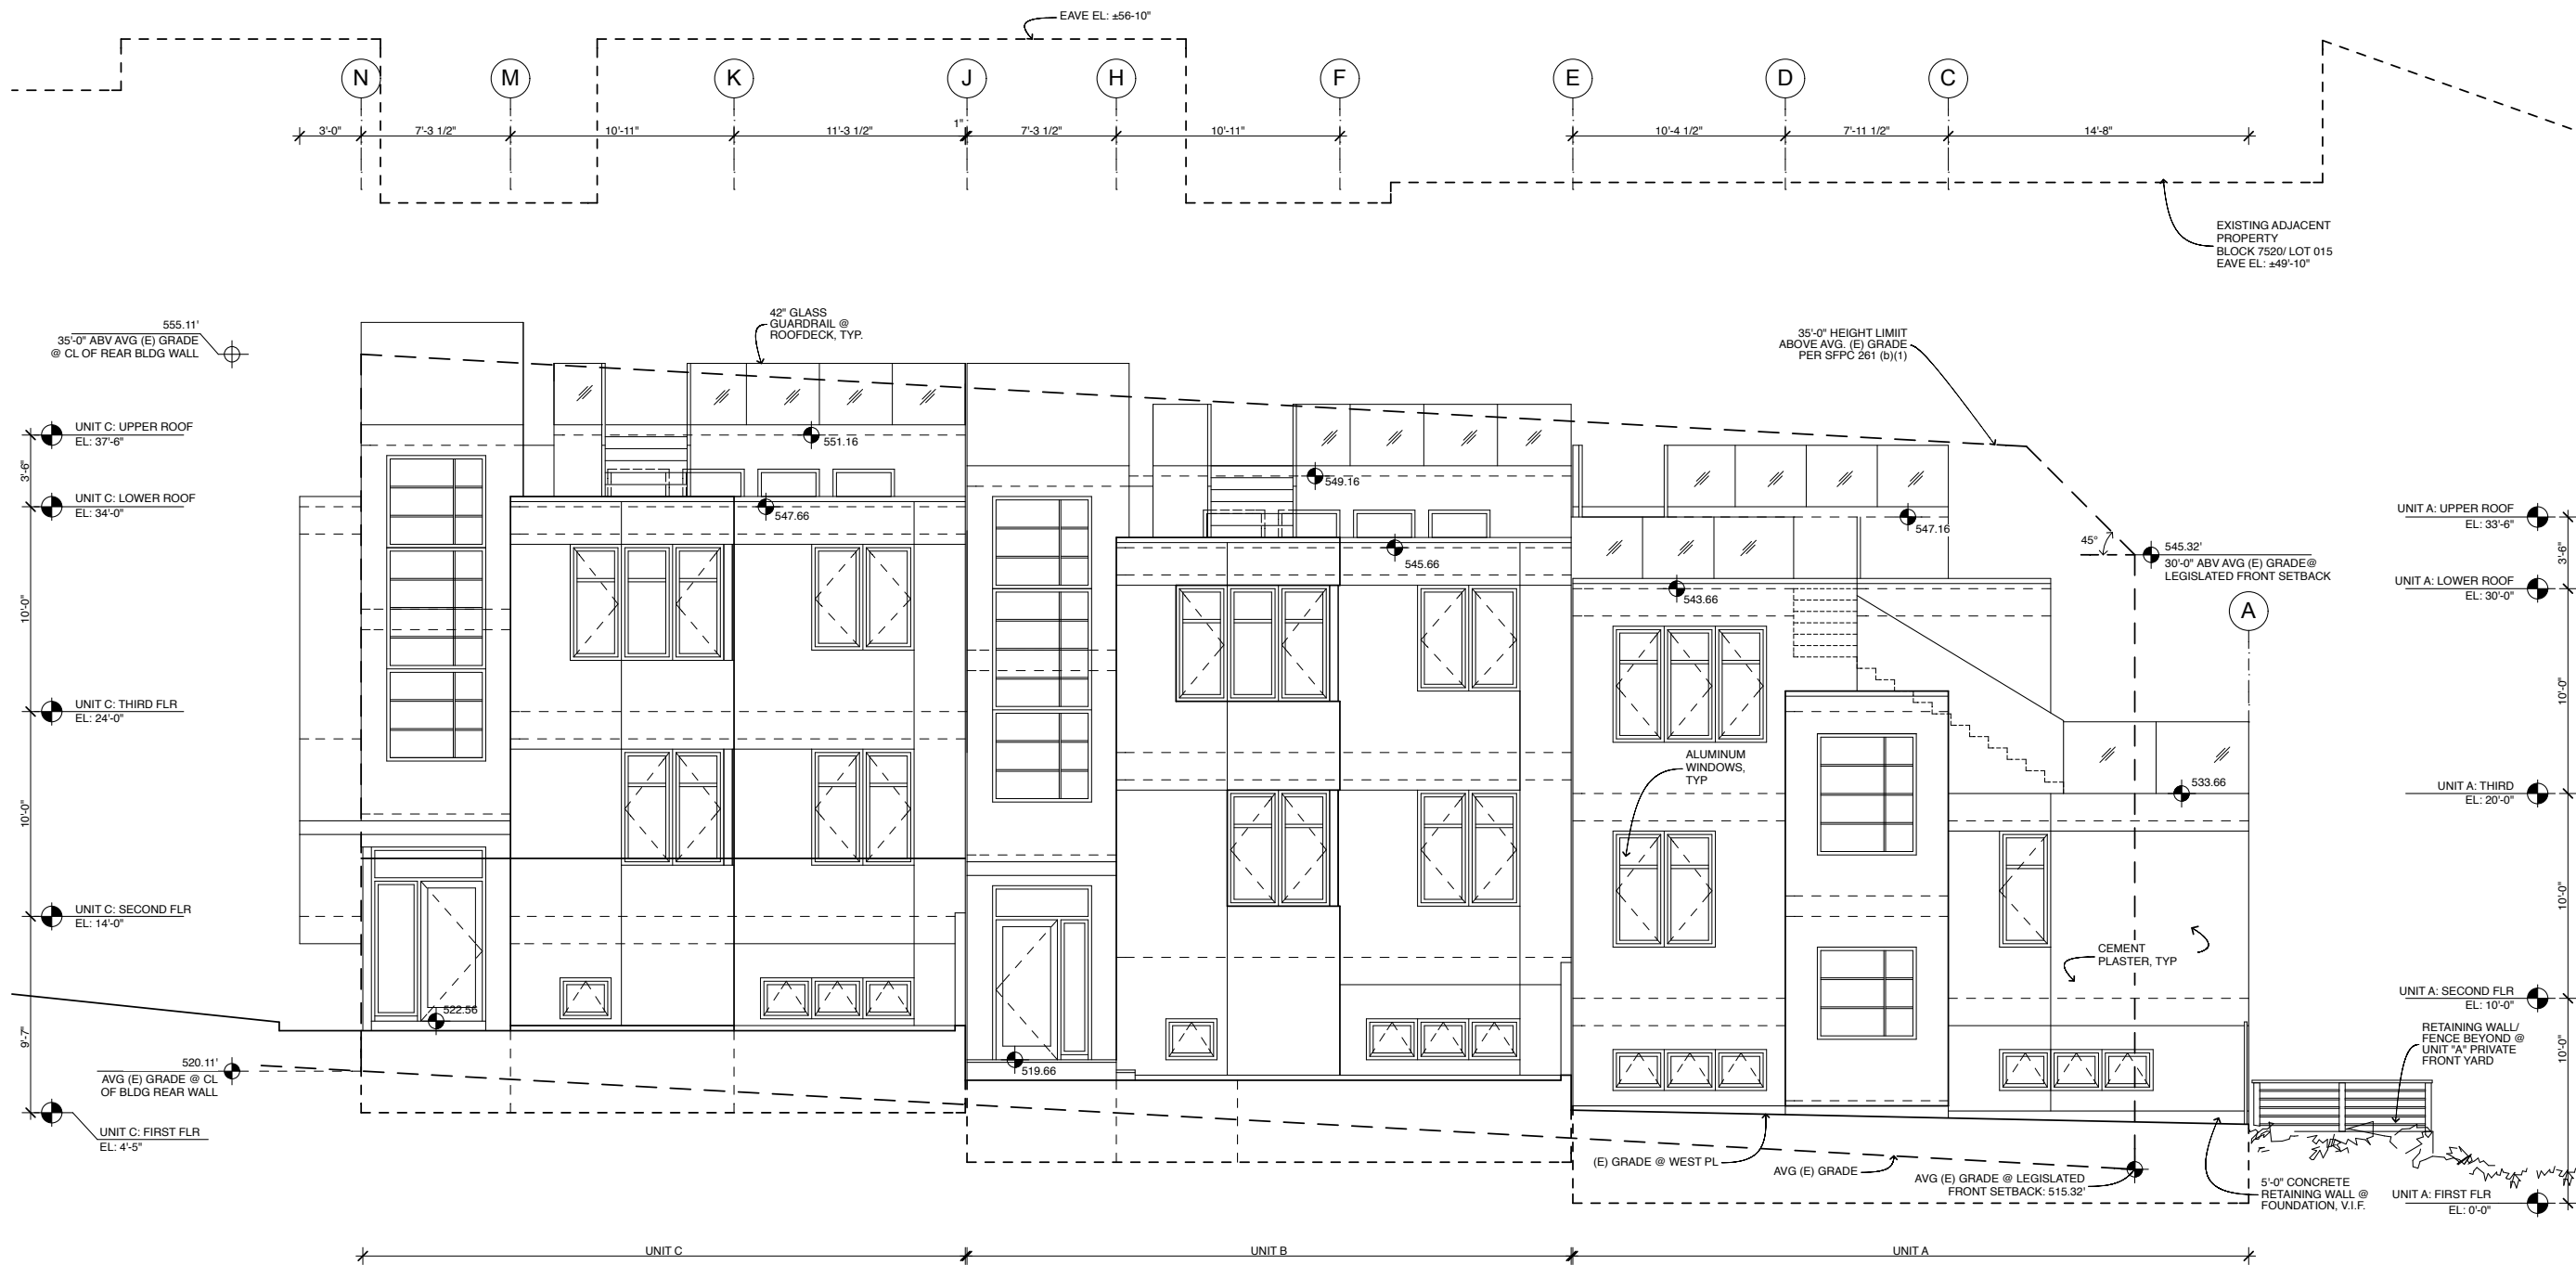 EAVE EL: ±56-10"
N
M
K
J
H
F
E
D
C
3'-0"
7'-3 1/2"
10'-11"
11'-3 1/2"
1"
7'-3 1/2"
10'-11"
10'-4 1/2"
7'-11 1/2"
14'-8"
EXISTING ADJACENT
PROPERTY
BLOCK 7520/ LOT 015
EAVE EL: ±49'-10"
555.11'
35'-0" ABV AVG (E) GRADE
@ CL OF REAR BLDG WALL
42" GLASS
GUARDRAIL @
ROOFDECK, TYP.
35'-0" HEIGHT LIMIIT
ABOVE AVG. (E) GRADE
PER SFPC 261 (b)(1)
UNIT C: UPPER ROOF
EL: 37'-6"
3'-6"
UNIT C: LOWER ROOF
EL: 34'-0"
10'-0"
UNIT C: THIRD FLR
EL: 24'-0"
10'-0"
UNIT C: SECOND FLR
EL: 14'-0"
9'-7"
520.11'
AVG (E) GRADE @ CL
OF BLDG REAR WALL
UNIT C: FIRST FLR
EL: 4'-5"
551.16
547.66
549.16
545.66
547.16
543.66
533.66
522.56
519.66
45°
545.32'
30'-0" ABV AVG (E) GRADE@
LEGISLATED FRONT SETBACK
A
ALUMINUM
WINDOWS,
TYP
CEMENT
PLASTER, TYP
UNIT A: UPPER ROOF
EL: 33'-6"
3'-6"
UNIT A: LOWER ROOF
EL: 30'-0"
10'-0"
UNIT A: THIRD
EL: 20'-0"
10'-0"
UNIT A: SECOND FLR
EL: 10'-0"
10'-0"
RETAINING WALL/
FENCE BEYOND @
UNIT "A" PRIVATE
FRONT YARD
(E) GRADE @ WEST PL
AVG (E) GRADE
AVG (E) GRADE @ LEGISLATED
FRONT SETBACK: 515.32'
5'-0" CONCRETE
RETAINING WALL @
FOUNDATION, V.I.F.
UNIT A: FIRST FLR
EL: 0'-0"
UNIT C
UNIT B
UNIT A